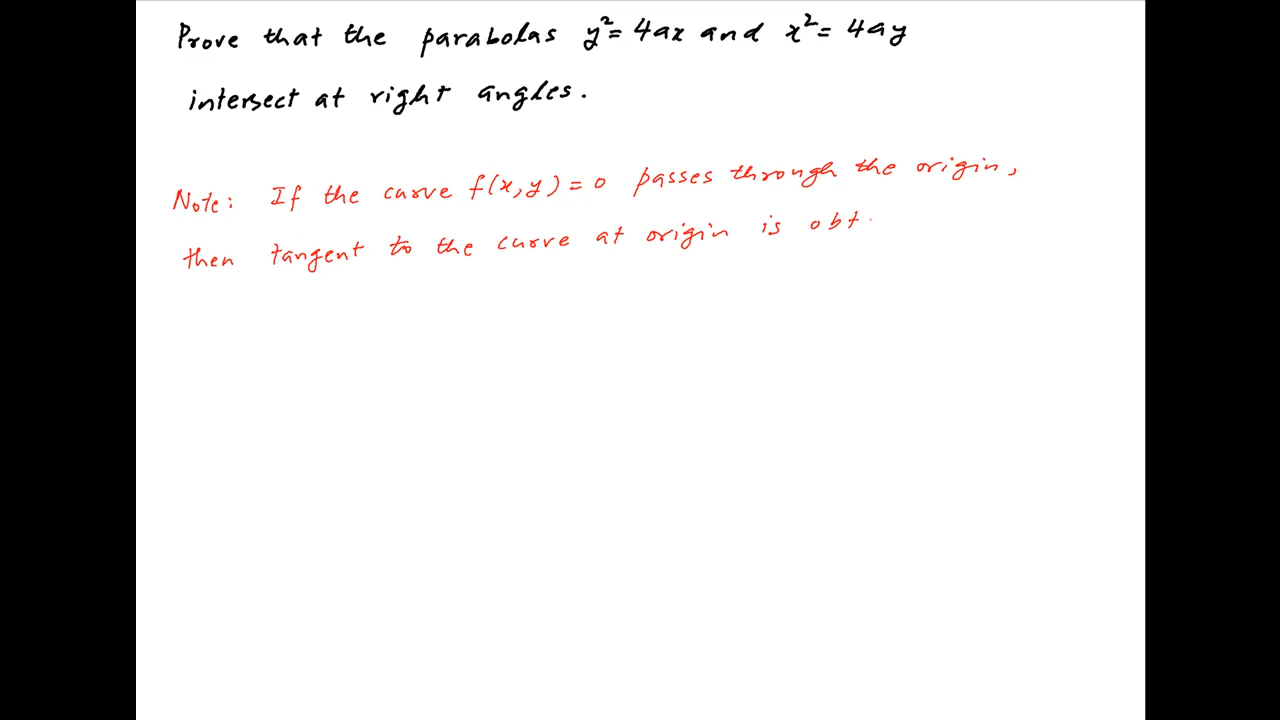 Prove that the parabolas y² = 4ax and x² = 4ay
intersect at right angles.
Note: If the curve f(x,y) = 0 passes through the origin,
then tangent to the curve at origin is obt